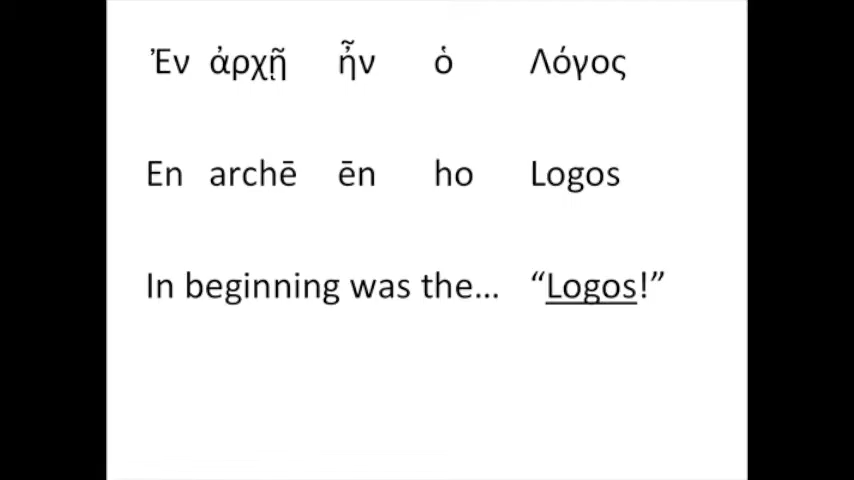 Ἐν ἀρχῇ ἦν ὁ Λόγος
En archē ēn ho Logos
In beginning was the... “Logos!”